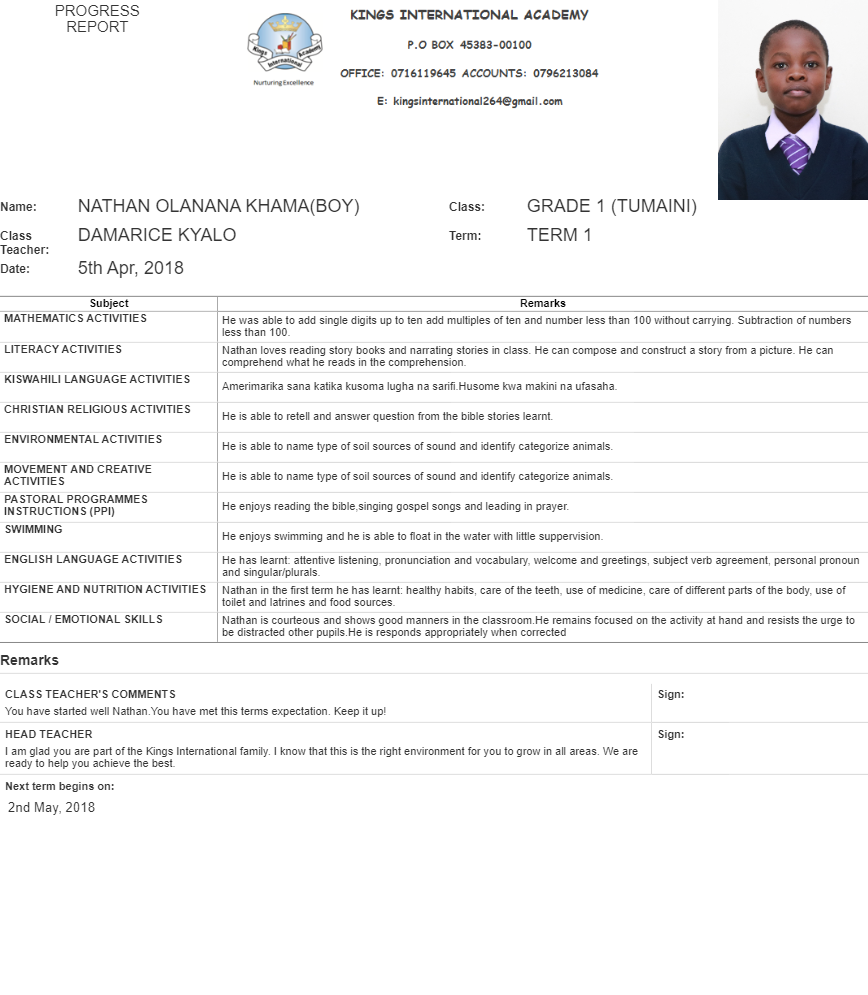 PROGRESS
REPORT
Kings International Academy
Nurturing Excellence
KINGS INTERNATIONAL ACADEMY
P.O BOX 45383-00100
OFFICE: 0716119645 ACCOUNTS: 0796213084
E: kingsinternational264@gmail.com
Name: NATHAN OLANANA KHAMA(BOY) Class: GRADE 1 (TUMAINI)
Class Teacher: DAMARICE KYALO Term: TERM 1
Date: 5th Apr, 2018
Subject Remarks
MATHEMATICS ACTIVITIES
He was able to add single digits up to ten add multiples of ten and number less than 100 without carrying. Subtraction of numbers
less than 100.
LITERACY ACTIVITIES
Nathan loves reading story books and narrating stories in class. He can compose and construct a story from a picture. He can
comprehend what he reads in the comprehension.
KISWAHILI LANGUAGE ACTIVITIES
Amerimarika sana katika kusoma lugha na sarifi.Husome kwa makini na ufasaha.
CHRISTIAN RELIGIOUS ACTIVITIES
He is able to retell and answer question from the bible stories learnt.
ENVIRONMENTAL ACTIVITIES
He is able to name type of soil sources of sound and identify categorize animals.
MOVEMENT AND CREATIVE
ACTIVITIES
He is able to name type of soil sources of sound and identify categorize animals.
PASTORAL PROGRAMMES
INSTRUCTIONS (PPI)
He enjoys reading the bible,singing gospel songs and leading in prayer.
SWIMMING
He enjoys swimming and he is able to float in the water with little suppervision.
ENGLISH LANGUAGE ACTIVITIES
He has learnt: attentive listening, pronunciation and vocabulary, welcome and greetings, subject verb agreement, personal pronoun
and singular/plurals.
HYGIENE AND NUTRITION ACTIVITIES
Nathan in the first term he has learnt: healthy habits, care of the teeth, use of medicine, care of different parts of the body, use of
toilet and latrines and food sources.
SOCIAL / EMOTIONAL SKILLS
Nathan is courteous and shows good manners in the classroom.He remains focused on the activity at hand and resists the urge to
be distracted other pupils.He is responds appropriately when corrected
Remarks
CLASS TEACHER'S COMMENTS
You have started well Nathan.You have met this terms expectation. Keep it up!
Sign:
HEAD TEACHER
I am glad you are part of the Kings International family. I know that this is the right environment for you to grow in all areas. We are
ready to help you achieve the best.
Sign:
Next term begins on:
2nd May, 2018